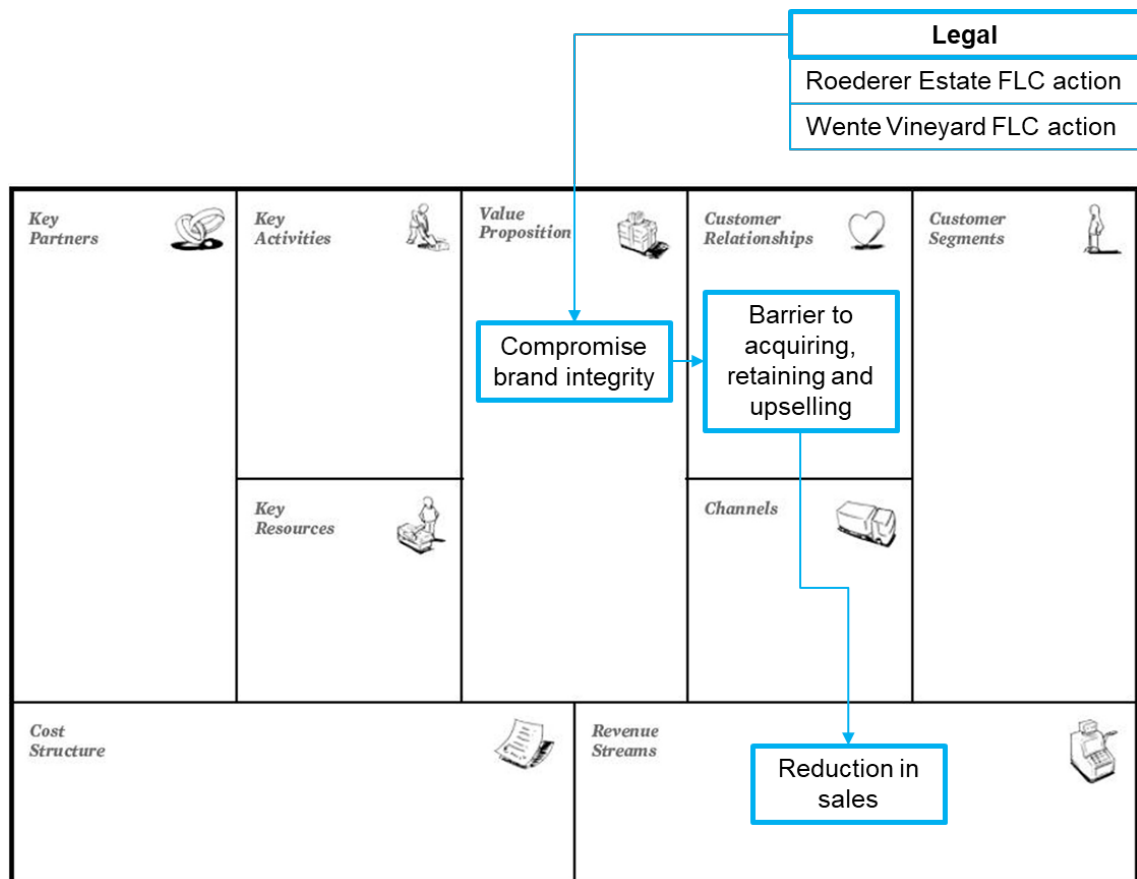 Legal
Roederer Estate FLC action
Wente Vineyard FLC action
Key
Partners
Key
Activities
Value
Proposition
Customer
Relationships
Customer
Segments
Compromise
brand integrity
Barrier to
acquiring,
retaining and
upselling
Key
Resources
Channels
Cost
Structure
Revenue
Streams
Reduction in
sales